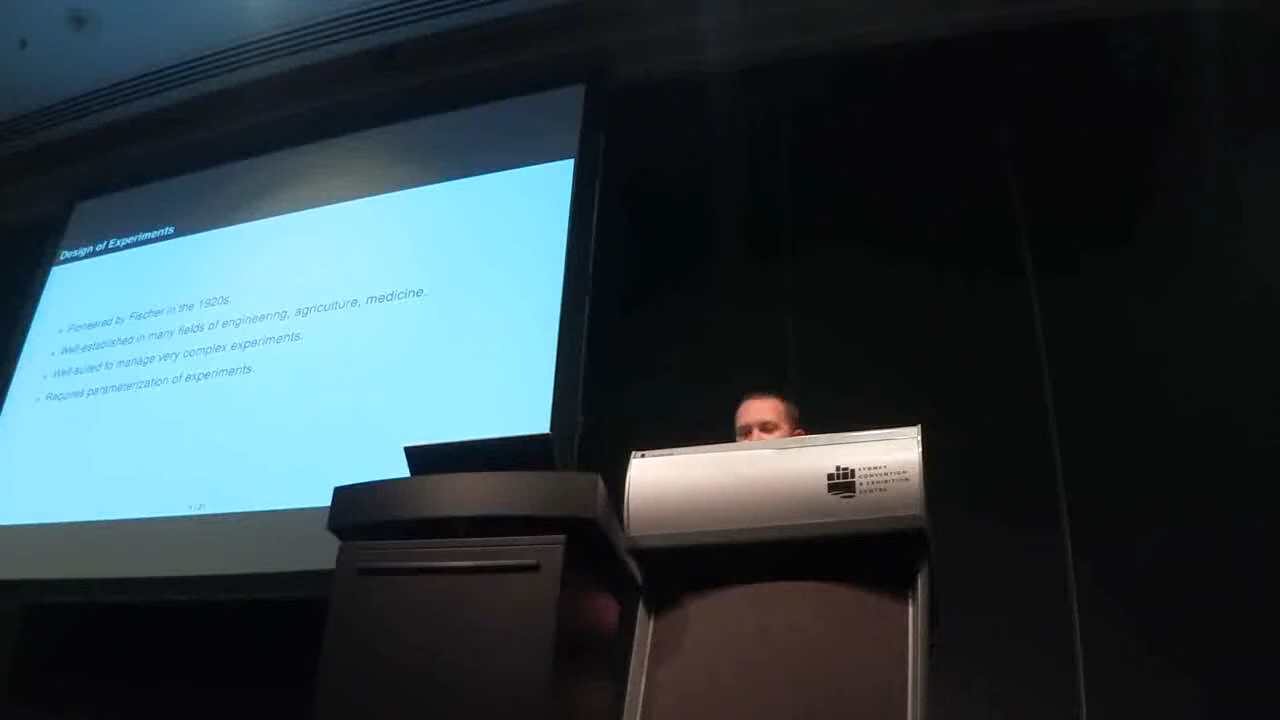 Design of Experiments
Pioneered by Fischer in the 1920s.
Well-established in many fields of engineering, agriculture, medicine.
Well-suited to manage very complex experiments.
Requires parameterization of experiments.
SYDNEY
CONVENTION
& EXHIBITION
CENTRE